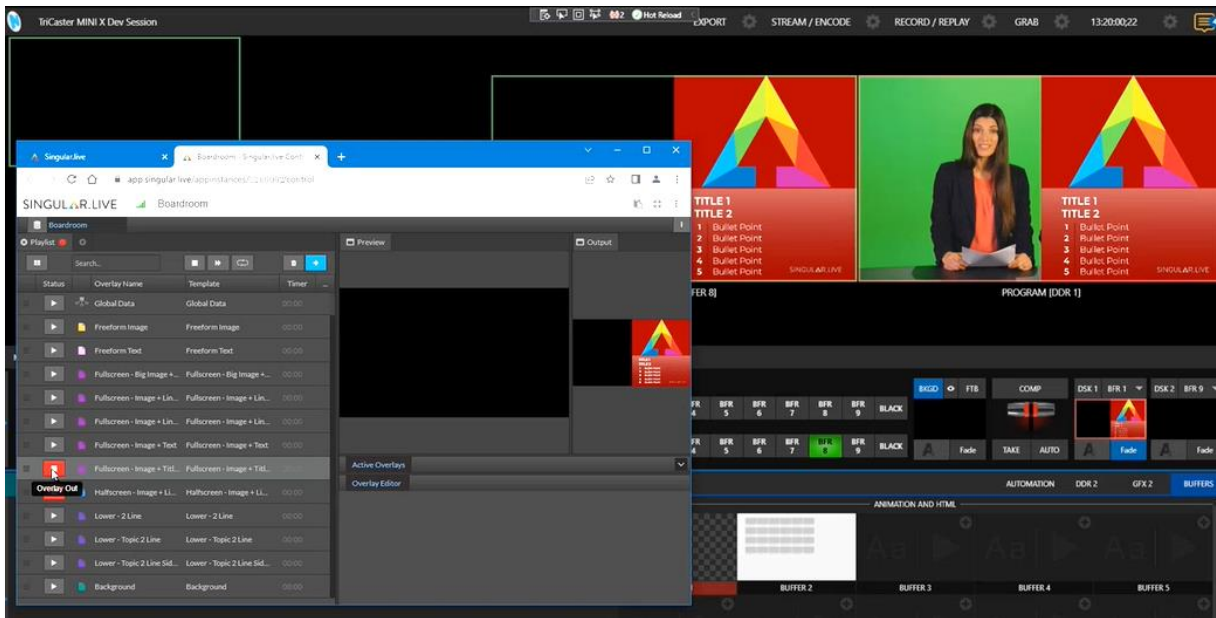 TriCaster MINI X Dev Session
Hot Reload
EXPORT
STREAM / ENCODE
RECORD / REPLAY
GRAB
13:20:00;22
Singular.live
app.singular.live/appinstances/
SINGULAR.LIVE
Boardroom
Boardroom
Playlist
Search...
Status Overlay Name Template Timer
Global Data Global Data 00:00
Freeform Image Freeform Image 00:00
Freeform Text Freeform Text 00:00
Fullscreen - Big Image +... Fullscreen - Big Image +... 00:00
Fullscreen - Image + Lin... Fullscreen - Image + Lin... 00:00
Fullscreen - Image + Lin... Fullscreen - Image + Lin... 00:00
Fullscreen - Image + Text Fullscreen - Image + Text 00:00
Fullscreen - Image + Titl... Fullscreen - Image + Titl...
Overlay Out
Halfscreen - Image + Li... Halfscreen - Image + Li... 00:00
Lower - 2 Line Lower - 2 Line 00:00
Lower - Topic 2 Line Lower - Topic 2 Line 00:00
Lower - Topic 2 Line Sid... Lower - Topic 2 Line Sid... 00:00
Background Background 00:00
Preview
Output
Active Overlays
Overlay Editor
TITLE 1
TITLE 2
1 Bullet Point
2 Bullet Point
3 Bullet Point
4 Bullet Point
5 Bullet Point
SINGULAR.LIVE
TITLE 1
TITLE 2
1 Bullet Point
2 Bullet Point
3 Bullet Point
4 Bullet Point
5 Bullet Point
SINGULAR.LIVE
8]
PROGRAM [DDR 1]
BKGD FTB COMP DSK 1 BFR 1 DSK 2 BFR 9
4 BFR 5 BFR 6 BFR 7 BFR 8 BFR 9 BLACK
4 BFR 5 BFR 6 BFR 7 BFR 8 BFR 9 BLACK
Fade TAKE AUTO Fade Fade
AUTOMATION DDR 2 GFX 2 BUFFERS
ANIMATION AND HTML
BUFFER 2 BUFFER 3 BUFFER 4 BUFFER 5